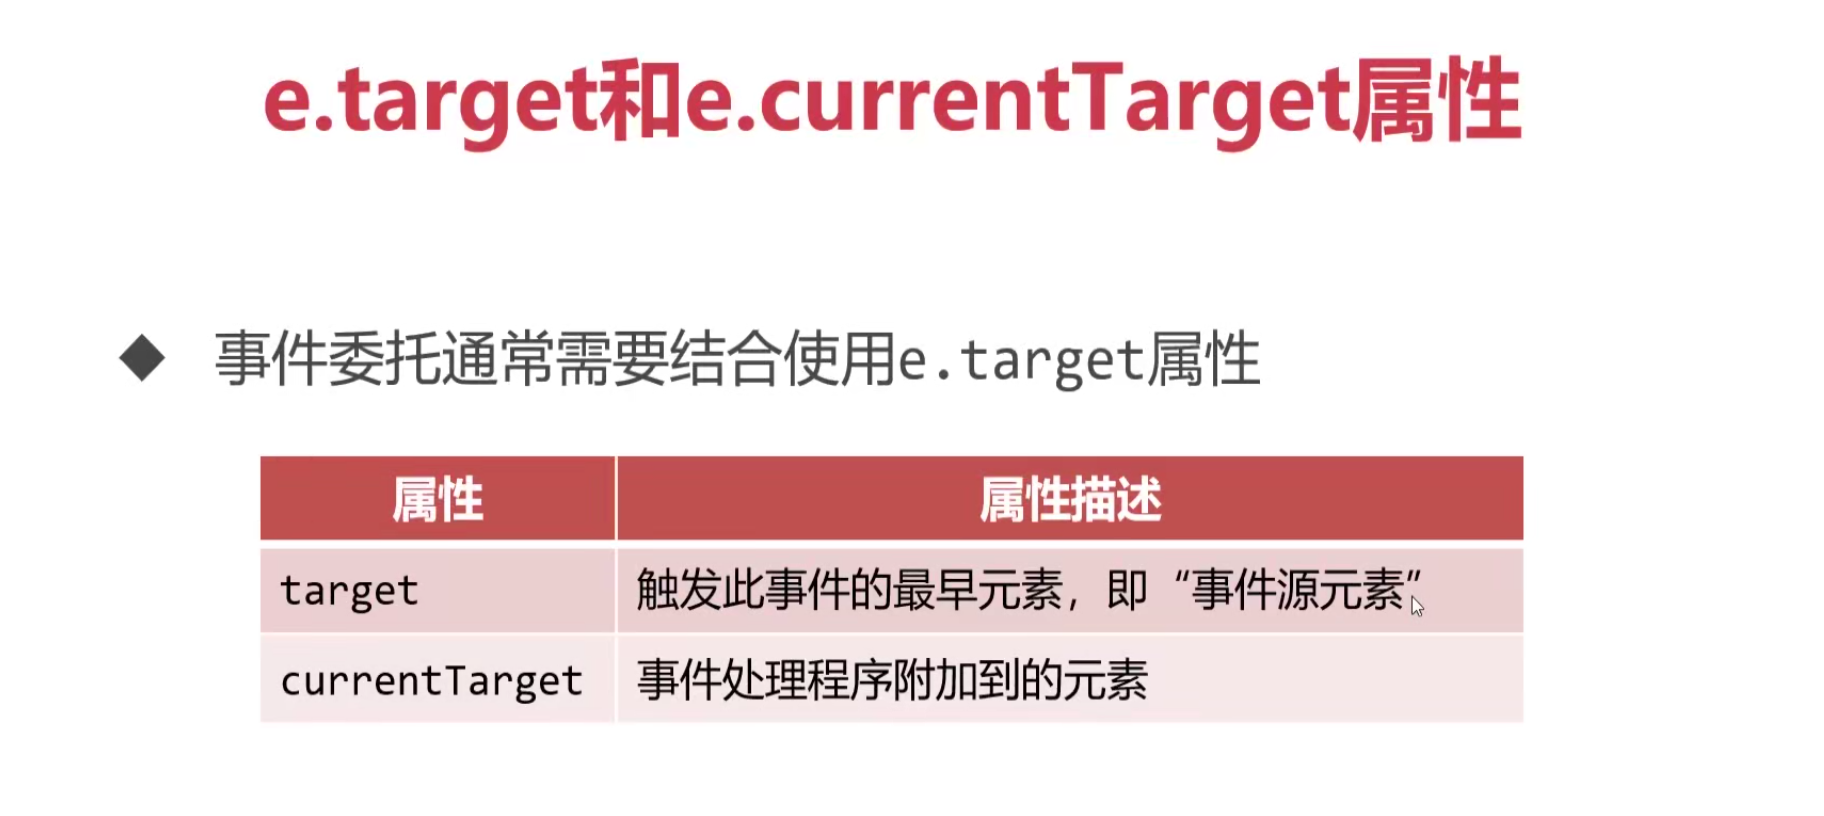 e.target和e.currentTarget属性
◆ 事件委托通常需要结合使用e.target属性
属性 属性描述
target 触发此事件的最早元素，即“事件源元素”
currentTarget 事件处理程序附加到的元素